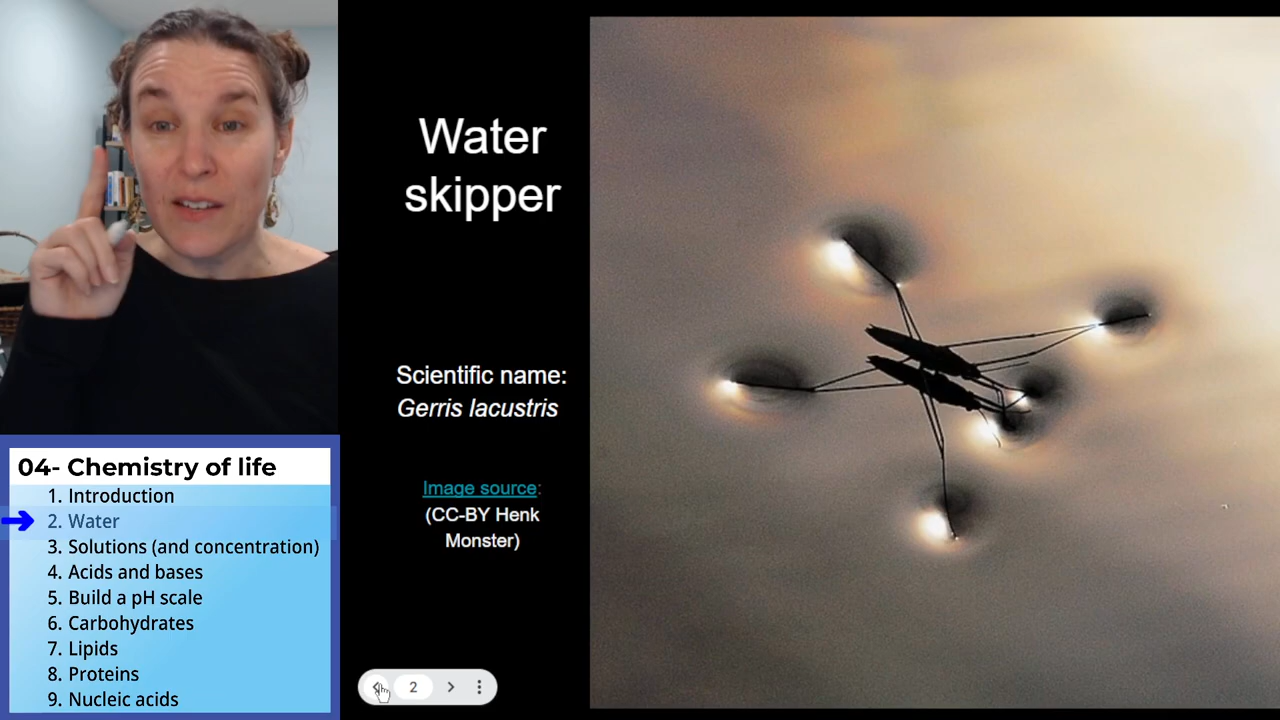 Water
skipper
Scientific name:
Gerris lacustris
Image source:
(CC-BY Henk
Monster)
04- Chemistry of life
1. Introduction
2. Water
3. Solutions (and concentration)
4. Acids and bases
5. Build a pH scale
6. Carbohydrates
7. Lipids
8. Proteins
9. Nucleic acids
2